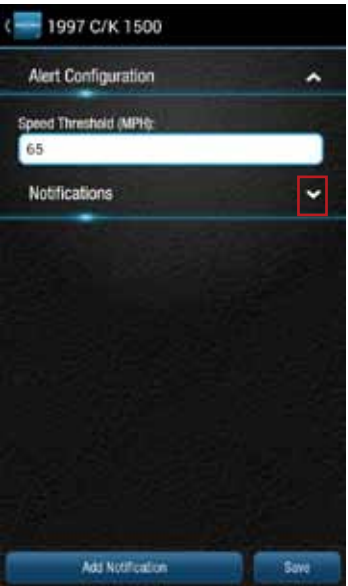 1997 C/K 1500
Alert Configuration
Speed Threshold (MPH):
65
Notifications
Add Notification
Save